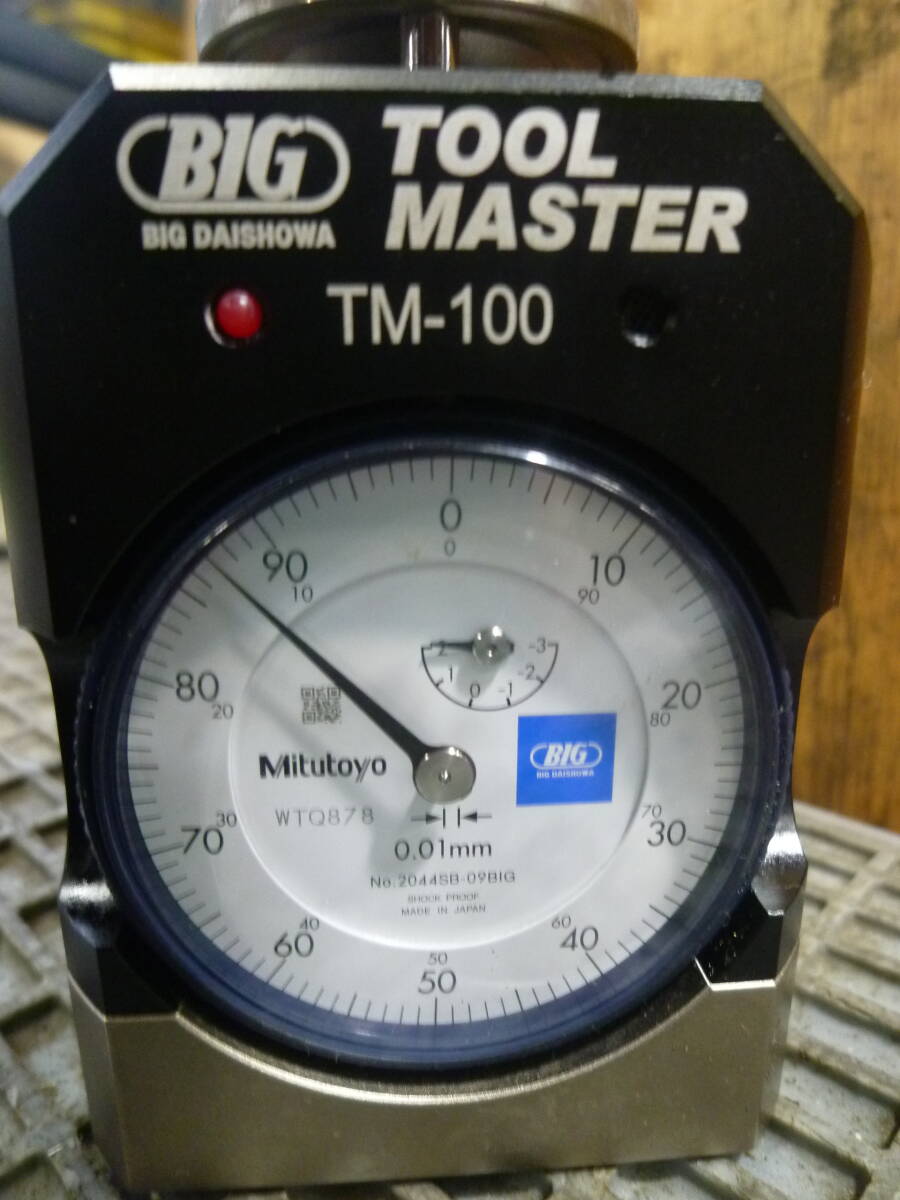 BIG
BIG DAISHOWA
TOOL
MASTER
TM-100
0
0
10
90
20
80
30
70
40
60
50
50
60
40
70
30
80
20
90
10
2
1
0
-1
-2
-3
Mitutoyo
WTQ878
BIG
BIG DAISHOWA
0.01mm
No.2044SB-09BIG
SHOCK PROOF
MADE IN JAPAN